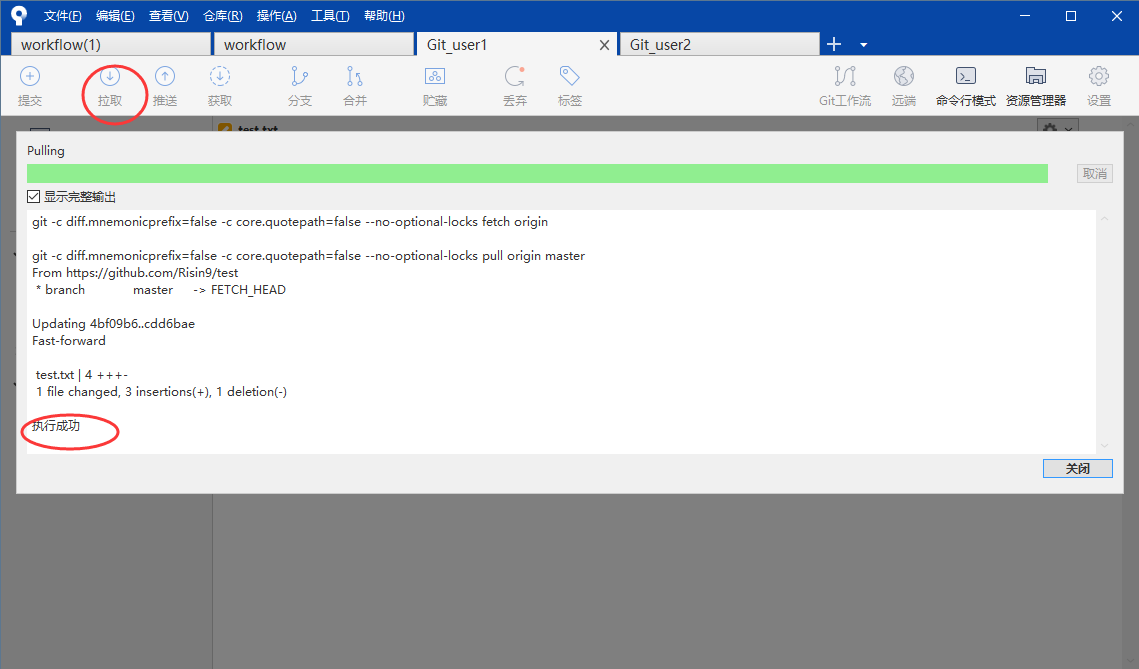 文件(F) 编辑(E) 查看(V) 仓库(R) 操作(A) 工具(T) 帮助(H)
workflow(1) workflow Git_user1 Git_user2
提交 拉取 推送 获取 分支 合并 贮藏 丢弃 标签 Git工作流 远端 命令行模式 资源管理器 设置
test.txt
Pulling
取消
显示完整输出
git -c diff.mnemonicprefix=false -c core.quotepath=false --no-optional-locks fetch origin
git -c diff.mnemonicprefix=false -c core.quotepath=false --no-optional-locks pull origin master
From https://github.com/Risin9/test
* branch master -> FETCH_HEAD
Updating 4bf09b6..cdd6bae
Fast-forward
test.txt | 4 +++-
1 file changed, 3 insertions(+), 1 deletion(-)
执行成功
关闭